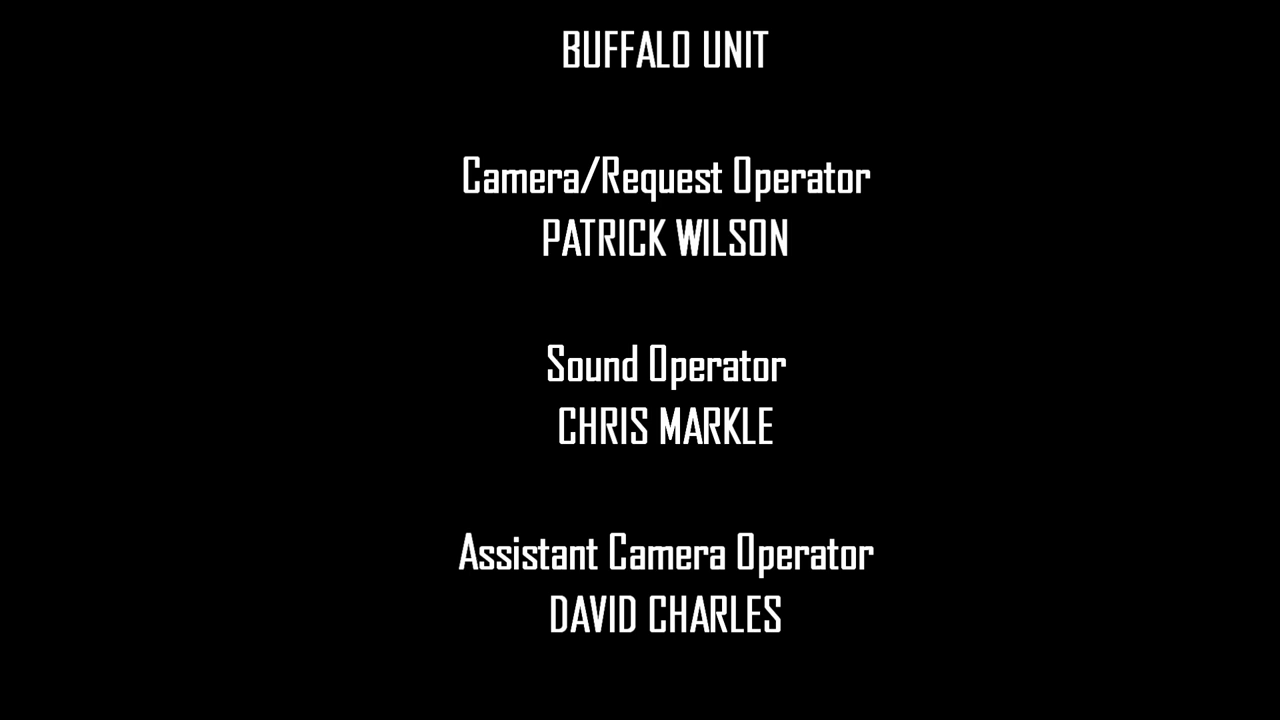 BUFFALO UNIT
Camera/Request Operator
PATRICK WILSON
Sound Operator
CHRIS MARKLE
Assistant Camera Operator
DAVID CHARLES